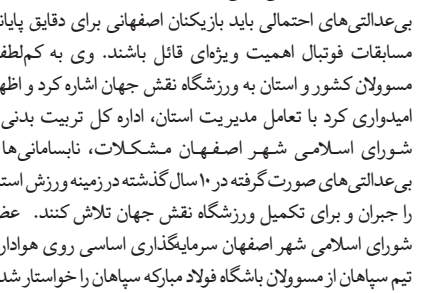 بی‌عدالتی‌های احتمالی باید بازیکنان اصفهانی برای دقایق پایان
مسابقات فوتبال اهمیت ویژه‌ای قائل باشند. وی به کم‌لطف
مسوولان کشور و استان به ورزشگاه نقش جهان اشاره کرد و اظه
امیدواری کرد با تعامل مدیریت استان، اداره کل تربیت بدنی
شورای اسلامی شهر اصفهان مشکلات، نابسامانی‌ها
بی‌عدالتی‌های صورت گرفته در ۱۰ سال گذشته در زمینه ورزش است
را جبران و برای تکمیل ورزشگاه نقش جهان تلاش کنند. عض
شورای اسلامی شهر اصفهان سرمایه‌گذاری اساسی روی هوادار
تیم سپاهان از مسوولان باشگاه فولاد مبارکه سپاهان را خواستار شد